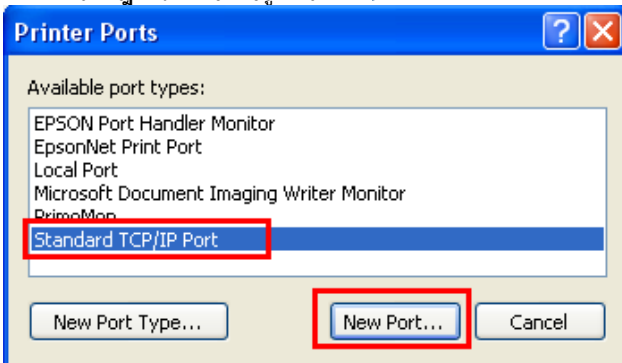 Printer Ports
Available port types:
EPSON Port Handler Monitor
EpsonNet Print Port
Local Port
Microsoft Document Imaging Writer Monitor
PrimoMon
Standard TCP/IP Port
New Port Type... New Port... Cancel